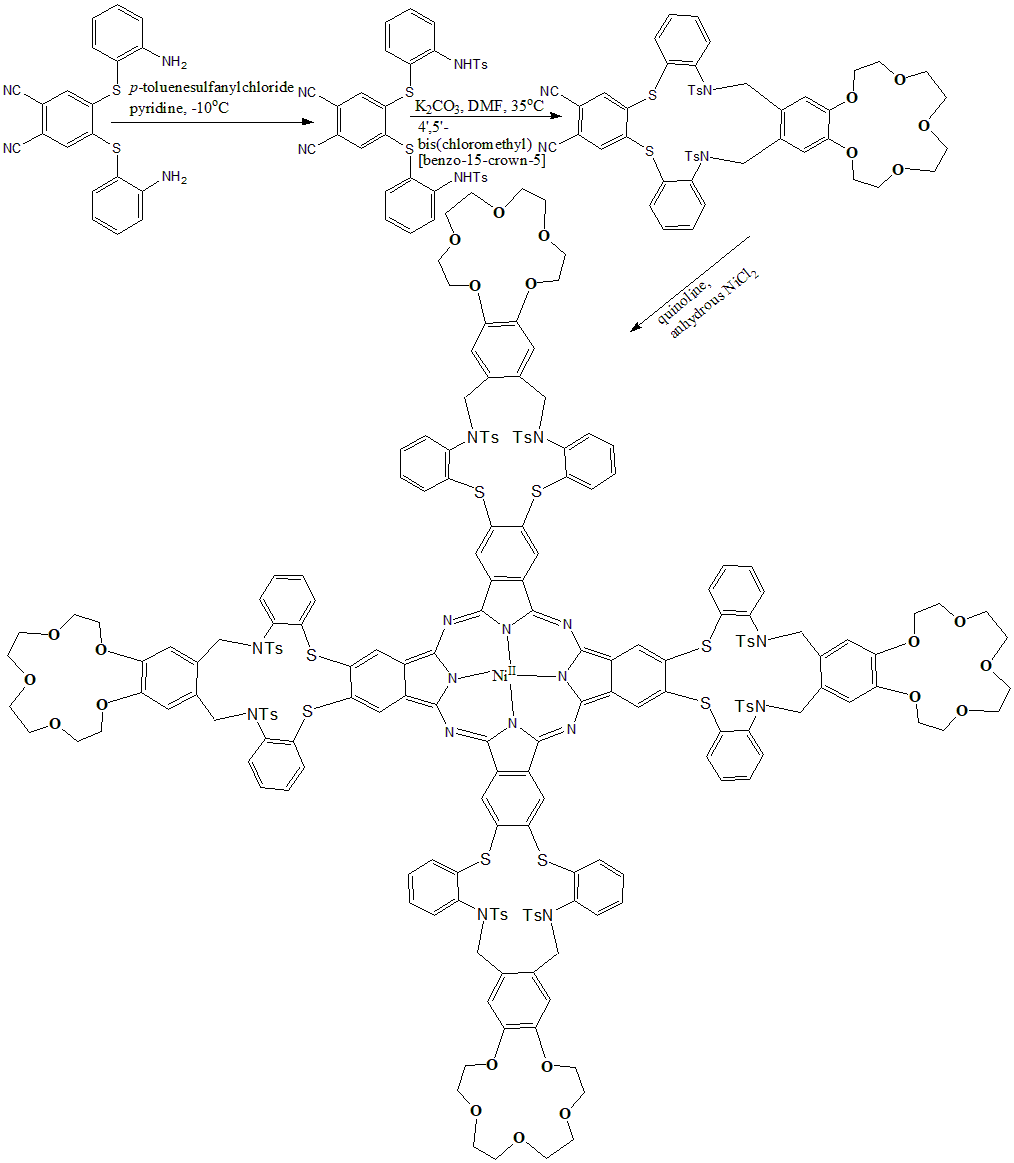 NH₂
NC
S
NC
S
NH₂
p-toluenesulfanylchloride
pyridine, -10°C
NHTs
NC
S
NC
S
NHTs
K₂CO₃, DMF, 35°C
4',5'-
bis(chloromethyl)
[benzo-15-crown-5]
NC
S
TsN
O
O
O
NC
S
TsN
O
O
quinoline,
anhydrous NiCl₂
O
O
O
O
O
NTs
TsN
S
S
N
N
N
O
O
NTs
S
O
O
O
NTs
S
N
Niᴵᴵ
N
S
TsN
O
O
O
S
TsN
O
O
N
N
N
S
S
NTs
TsN
O
O
O
O
O